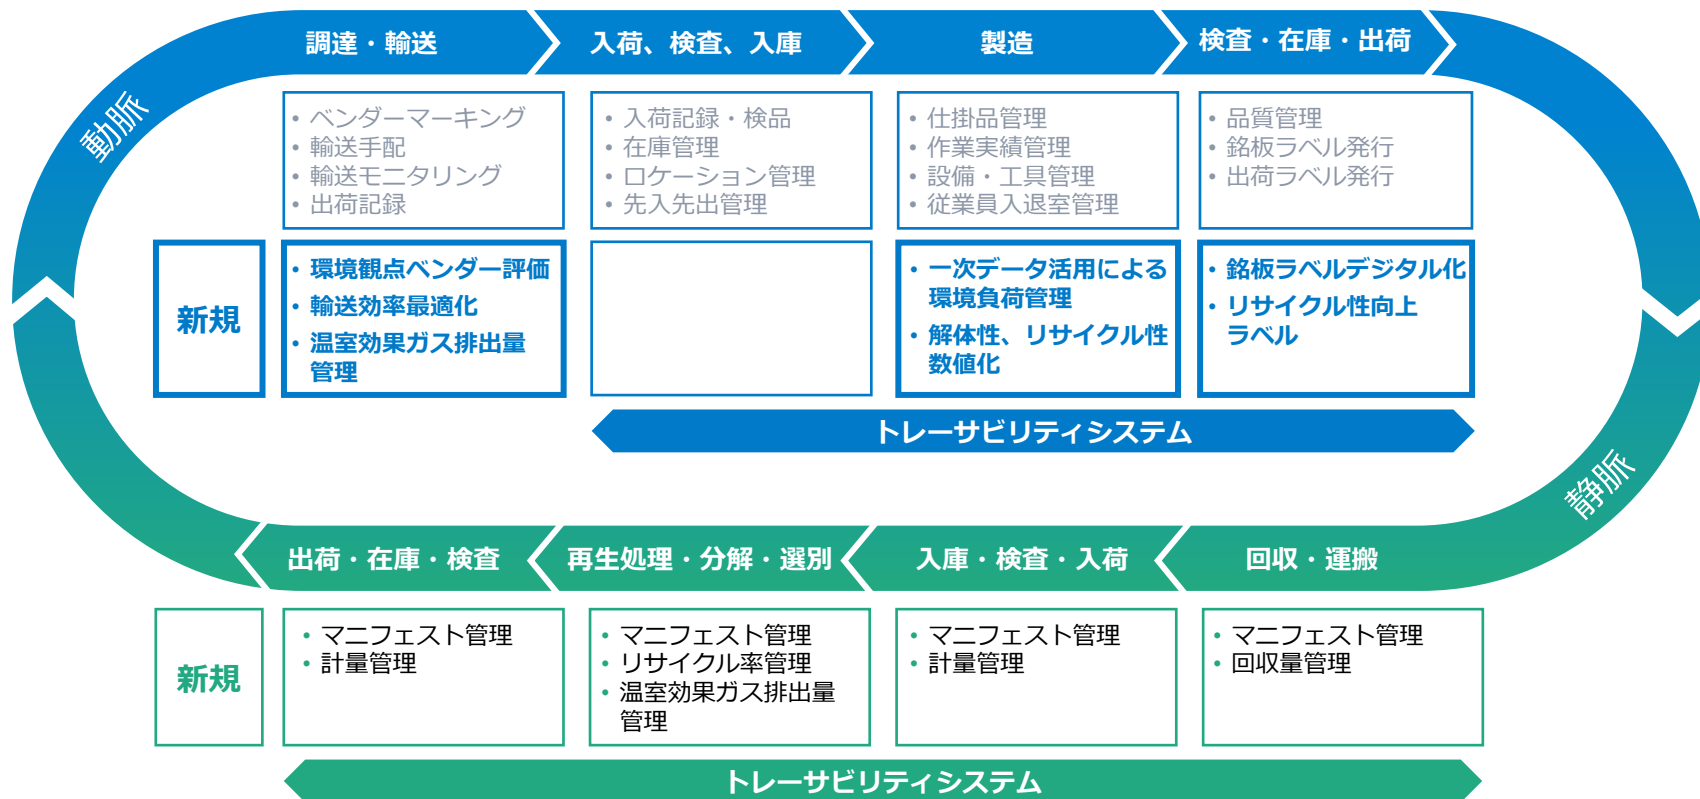 調達・輸送
入荷、検査、入庫
製造
検査・在庫・出荷
動脈
・ベンダーマーキング
・輸送手配
・輸送モニタリング
・出荷記録
・入荷記録・検品
・在庫管理
・ロケーション管理
・先入先出管理
・仕掛品管理
・作業実績管理
・設備・工具管理
・従業員入退室管理
・品質管理
・銘板ラベル発行
・出荷ラベル発行
新規
・環境観点ベンダー評価
・輸送効率最適化
・温室効果ガス排出量
管理
・一次データ活用による
環境負荷管理
・解体性、リサイクル性
数値化
・銘板ラベルデジタル化
・リサイクル性向上
ラベル
トレーサビリティシステム
静脈
出荷・在庫・検査
再生処理・分解・選別
入庫・検査・入荷
回収・運搬
新規
・マニフェスト管理
・計量管理
・マニフェスト管理
・リサイクル率管理
・温室効果ガス排出量
管理
・マニフェスト管理
・計量管理
・マニフェスト管理
・回収量管理
トレーサビリティシステム